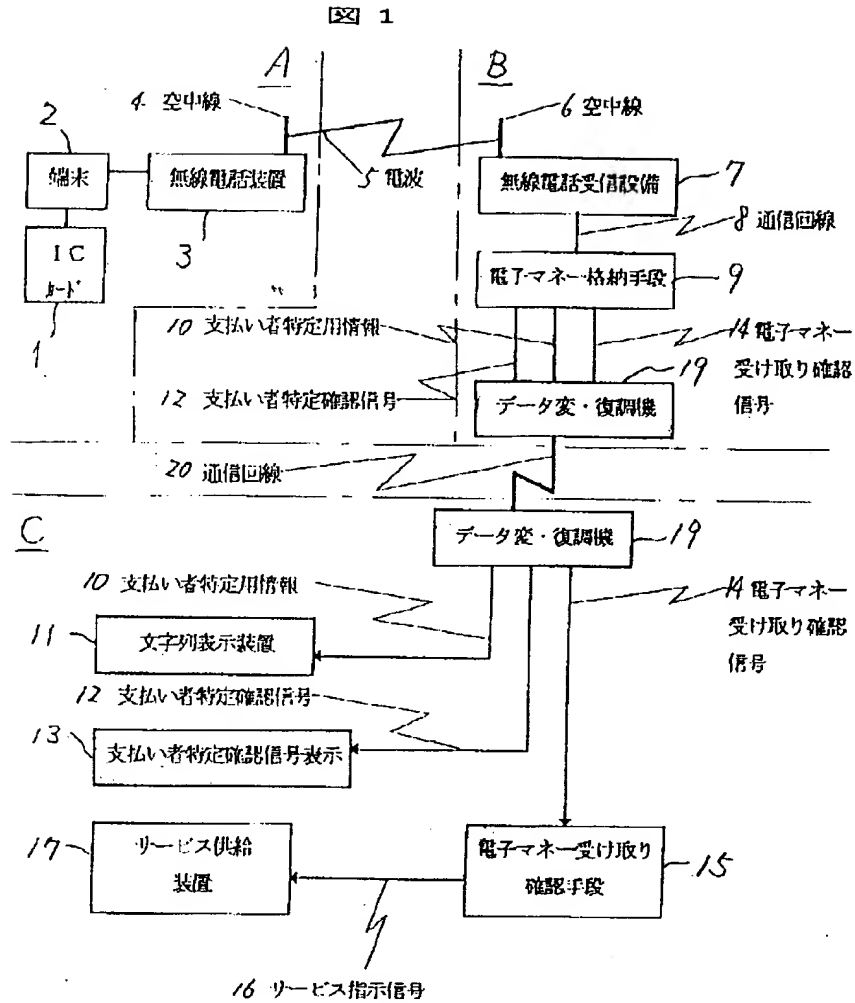 図 1
A
B
4 空中線
6 空中線
2
端末
無線電話装置
5 電波
無線電話受信設備
7
3
8 通信回線
IC
カード
1
電子マネー格納手段
9
10 支払い者特定用情報
14 電子マネー
受け取り確認
信号
12 支払い者特定確認信号
19
データ変・復調機
20 通信回線
C
データ変・復調機
19
10 支払い者特定用情報
14 電子マネー
受け取り確認
信号
11
文字列表示装置
12 支払い者特定確認信号
13
支払い者特定確認信号表示
17
サービス供給
装置
電子マネー受け取り
確認手段
15
16 サービス指示信号